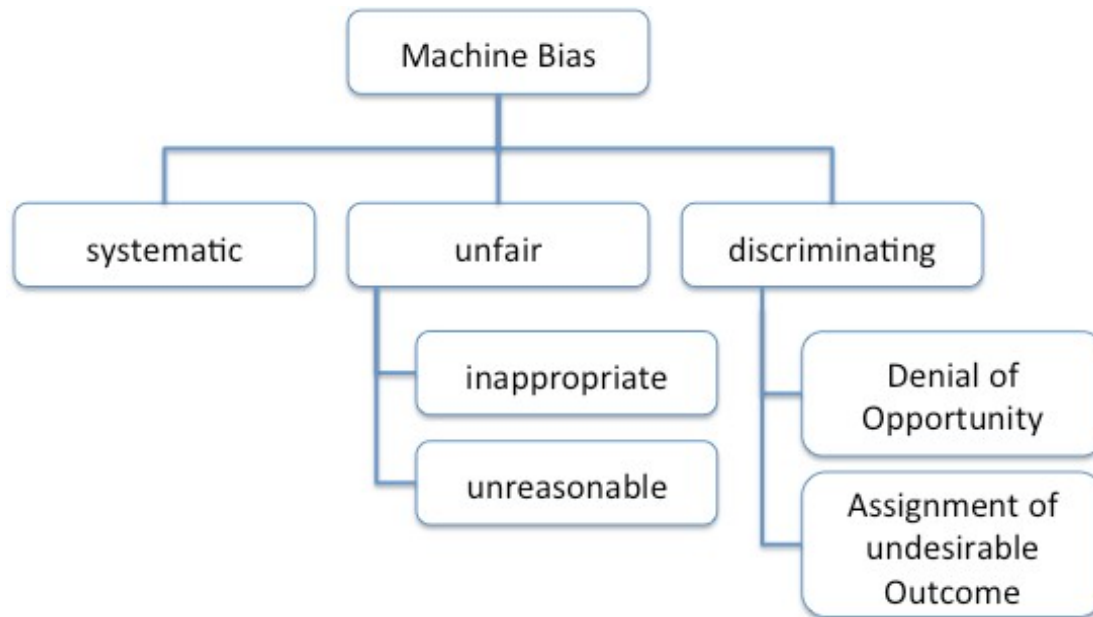 Machine Bias
systematic
unfair
discriminating
inappropriate
unreasonable
Denial of
Opportunity
Assignment of
undesirable
Outcome